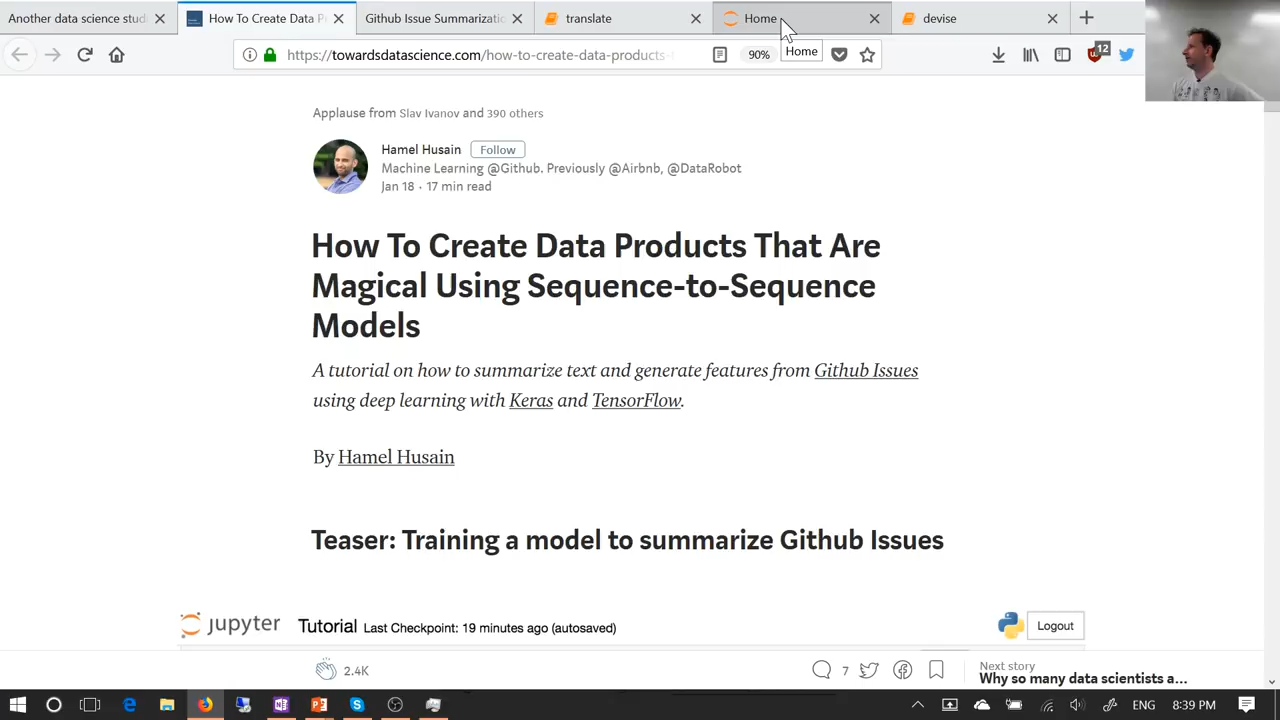 Another data science stud
How To Create Data P
Github Issue Summarizatio
translate
Home
devise
https://towardsdatascience.com/how-to-create-data-products-
90%
Home
12
Applause from Slav Ivanov and 390 others
Hamel Husain Follow
Machine Learning @Github. Previously @Airbnb, @DataRobot
Jan 18 · 17 min read
How To Create Data Products That Are
Magical Using Sequence-to-Sequence
Models
A tutorial on how to summarize text and generate features from Github Issues
using deep learning with Keras and TensorFlow.
By Hamel Husain
Teaser: Training a model to summarize Github Issues
jupyter Tutorial Last Checkpoint: 19 minutes ago (autosaved) Logout
2.4K
7
Next story
Why so many data scientists a...
ENG 8:39 PM